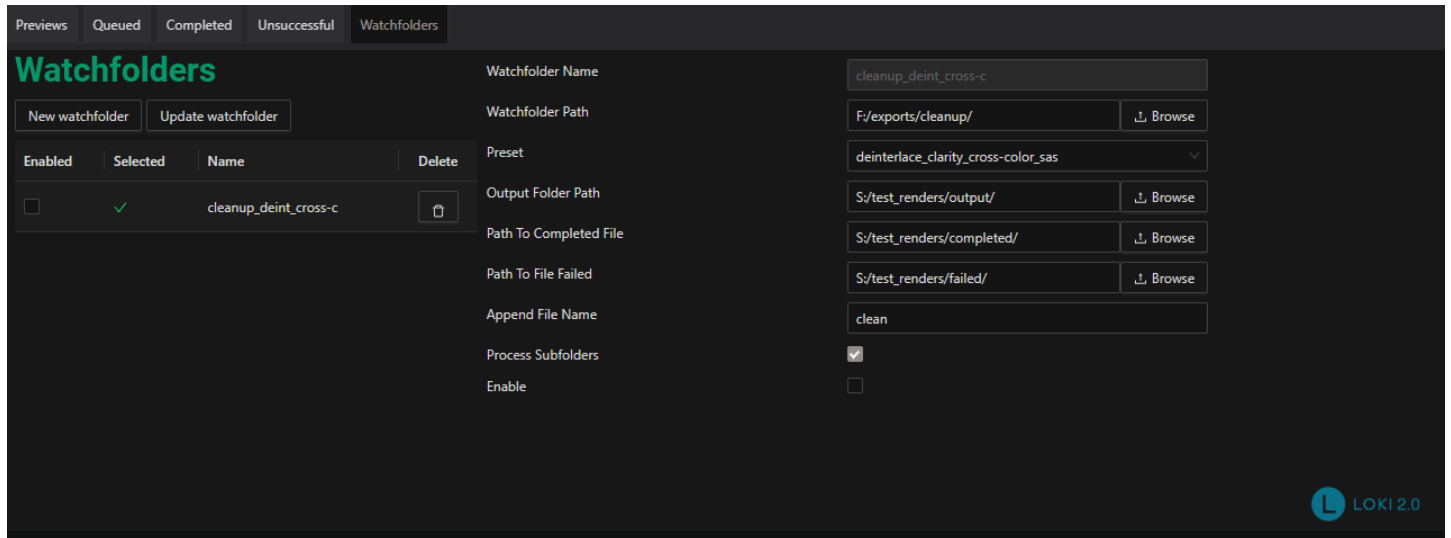 Previews Queued Completed Unsuccessful Watchfolders
Watchfolders
New watchfolder Update watchfolder
Enabled Selected Name Delete
cleanup_deint_cross-c
Watchfolder Name cleanup_deint_cross-c
Watchfolder Path F:/exports/cleanup/ Browse
Preset deinterlace_clarity_cross-color_sas
Output Folder Path S:/test_renders/output/ Browse
Path To Completed File S:/test_renders/completed/ Browse
Path To File Failed S:/test_renders/failed/ Browse
Append File Name clean
Process Subfolders
Enable
L LOKI 2.0